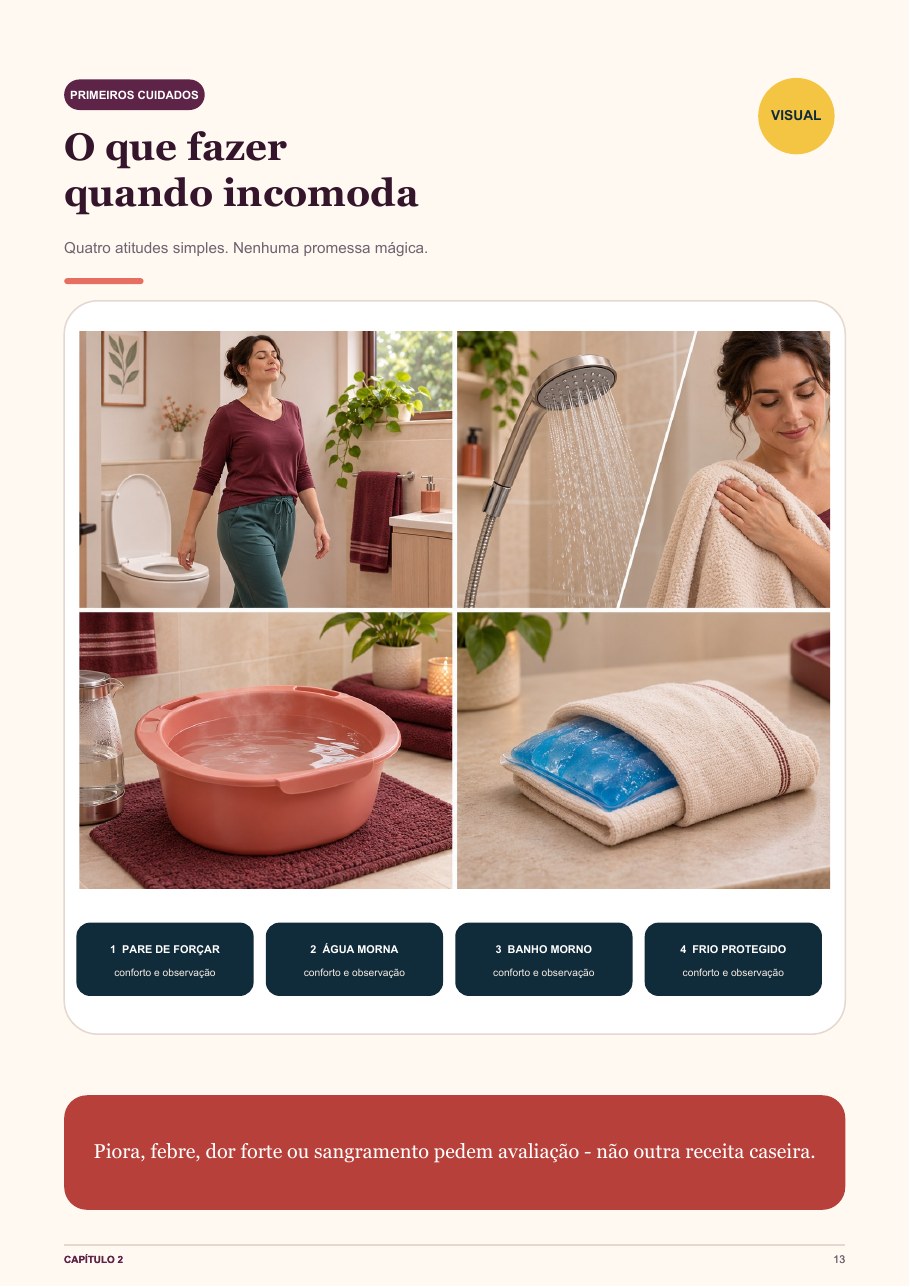 PRIMEIROS CUIDADOS
VISUAL
O que fazer
quando incomoda
Quatro atitudes simples. Nenhuma promessa mágica.
1 PARE DE FORÇAR
conforto e observação
2 ÁGUA MORNA
conforto e observação
3 BANHO MORNO
conforto e observação
4 FRIO PROTEGIDO
conforto e observação
Piora, febre, dor forte ou sangramento pedem avaliação - não outra receita caseira.
CAPÍTULO 2
13